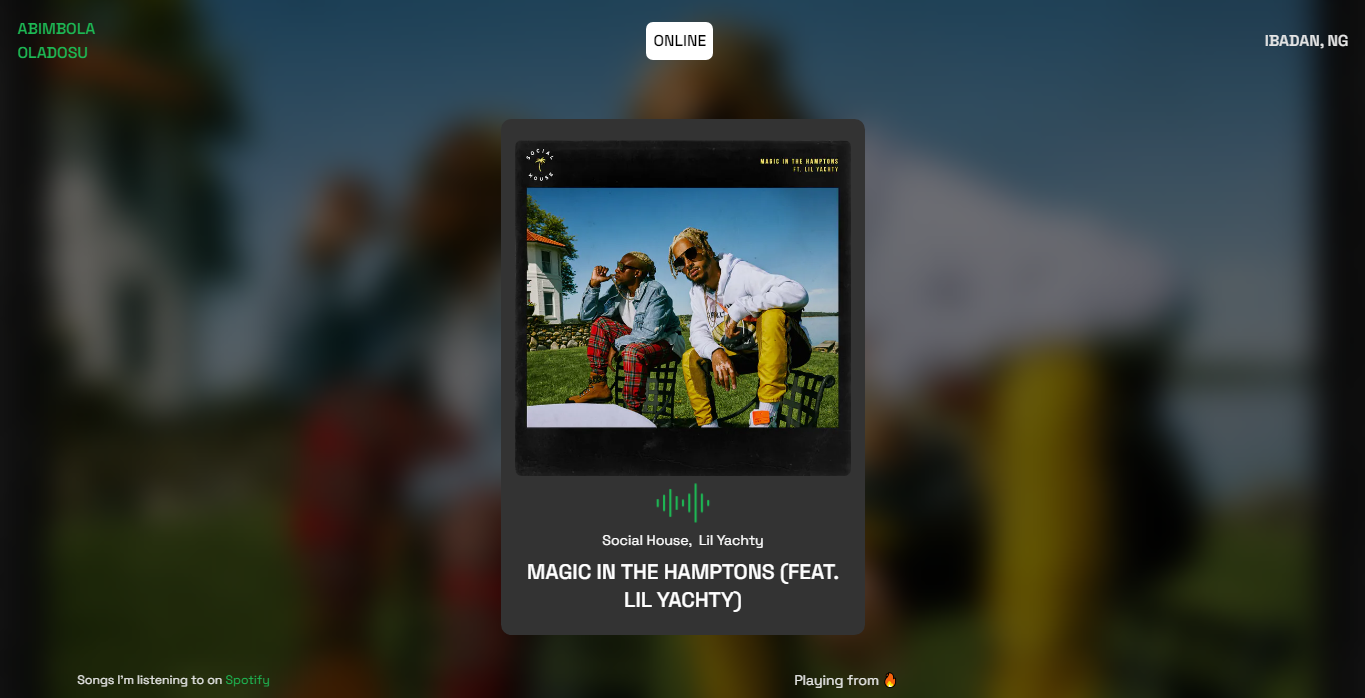 ABIMBOLA
OLADOSU
ONLINE
IBADAN, NG
SOCIAL
HOUSE
MAGIC IN THE HAMPTONS
FT. LIL YACHTY
Social House, Lil Yachty
MAGIC IN THE HAMPTONS (FEAT.
LIL YACHTY)
Songs I'm listening to on Spotify
Playing from 🔥